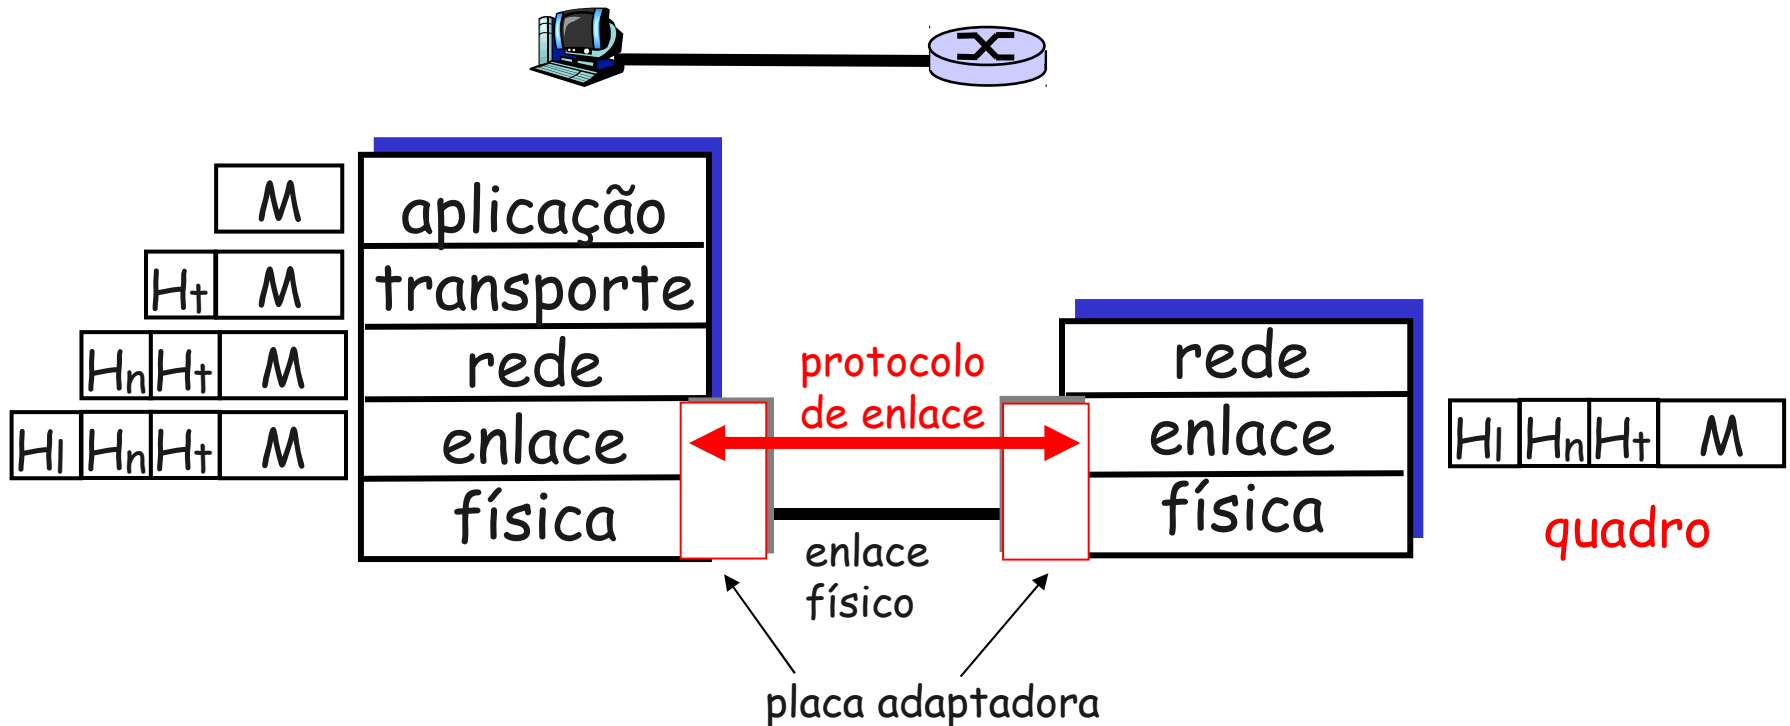 M
aplicação
Ht M
transporte
Hn Ht M
rede
Hl Hn Ht M
enlace
física
protocolo
de enlace
enlace
físico
placa adaptadora
rede
enlace
física
Hl Hn Ht M
quadro